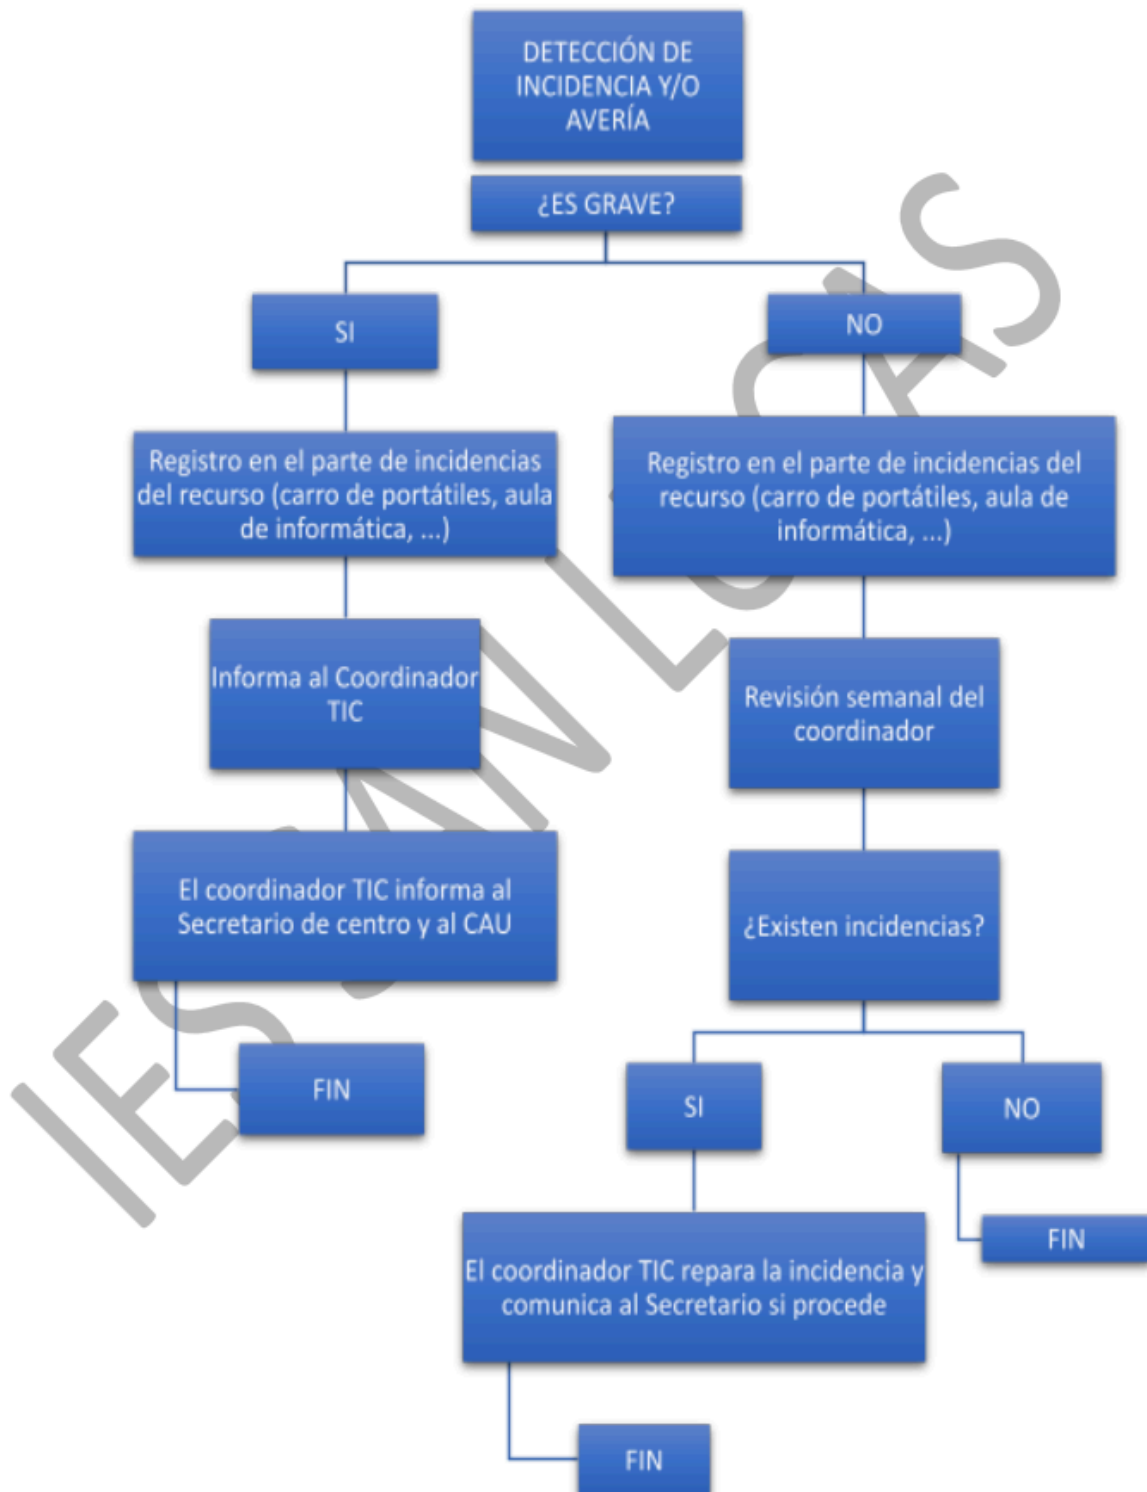 DETECCIÓN DE
INCIDENCIA Y/O
AVERÍA
¿ES GRAVE?
SI
NO
Registro en el parte de incidencias
del recurso (carro de portátiles, aula
de informática, ...)
Registro en el parte de incidencias del
recurso (carro de portátiles, aula de
informática, ...)
Informa al Coordinador
TIC
Revisión semanal del
coordinador
El coordinador TIC informa al
Secretario de centro y al CAU
¿Existen incidencias?
FIN
SI
NO
FIN
El coordinador TIC repara la incidencia y
comunica al Secretario si procede
FIN
IES SAN LUCAS